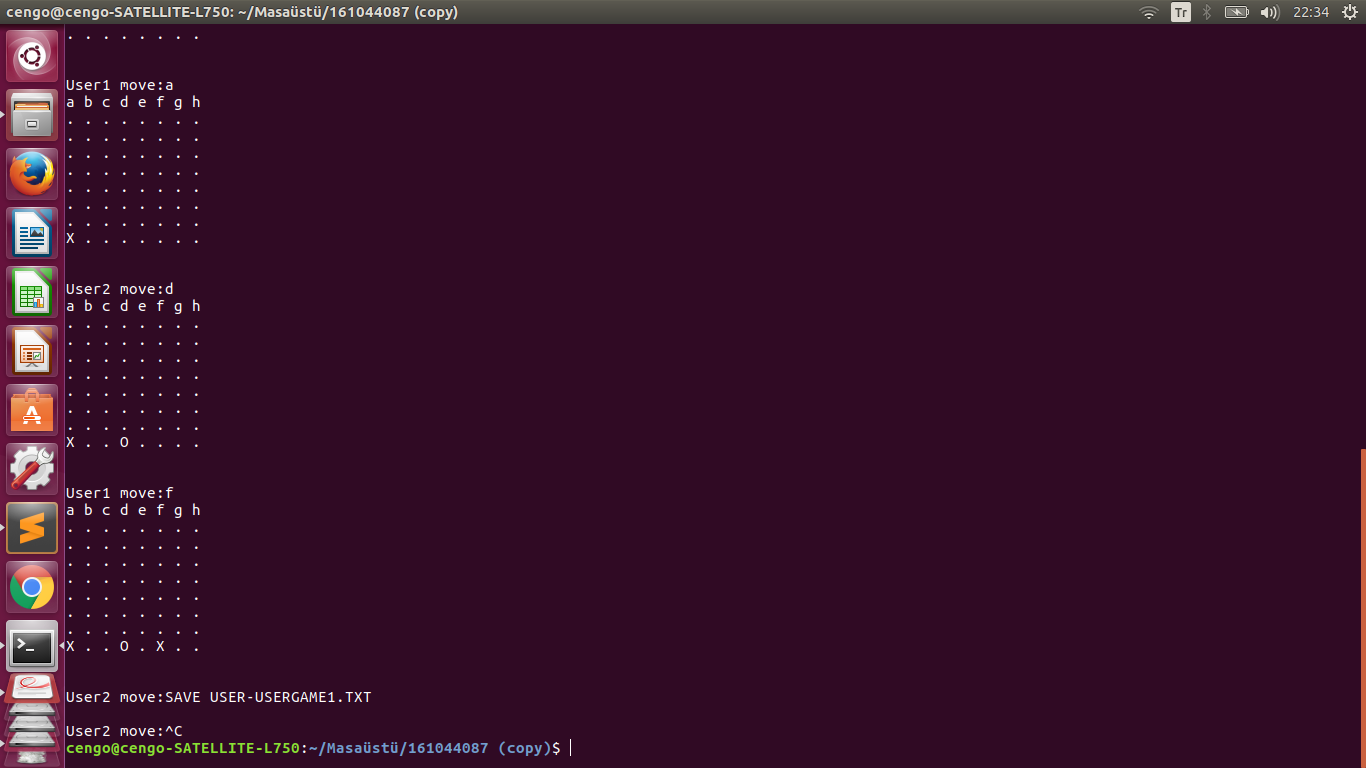 cengo@cengo-SATELLITE-L750: ~/Masaüstü/161044087 (copy)
Tr
22:34
. . . . . . . .
User1 move:a
a b c d e f g h
. . . . . . . .
. . . . . . . .
. . . . . . . .
. . . . . . . .
. . . . . . . .
. . . . . . . .
. . . . . . . .
X . . . . . . .
User2 move:d
a b c d e f g h
. . . . . . . .
. . . . . . . .
. . . . . . . .
. . . . . . . .
. . . . . . . .
. . . . . . . .
. . . . . . . .
X . . O . . . .
User1 move:f
a b c d e f g h
. . . . . . . .
. . . . . . . .
. . . . . . . .
. . . . . . . .
. . . . . . . .
. . . . . . . .
. . . . . . . .
X . . O . X . .
User2 move:SAVE USER-USERGAME1.TXT
User2 move:^C
cengo@cengo-SATELLITE-L750:~/Masaüstü/161044087 (copy)$